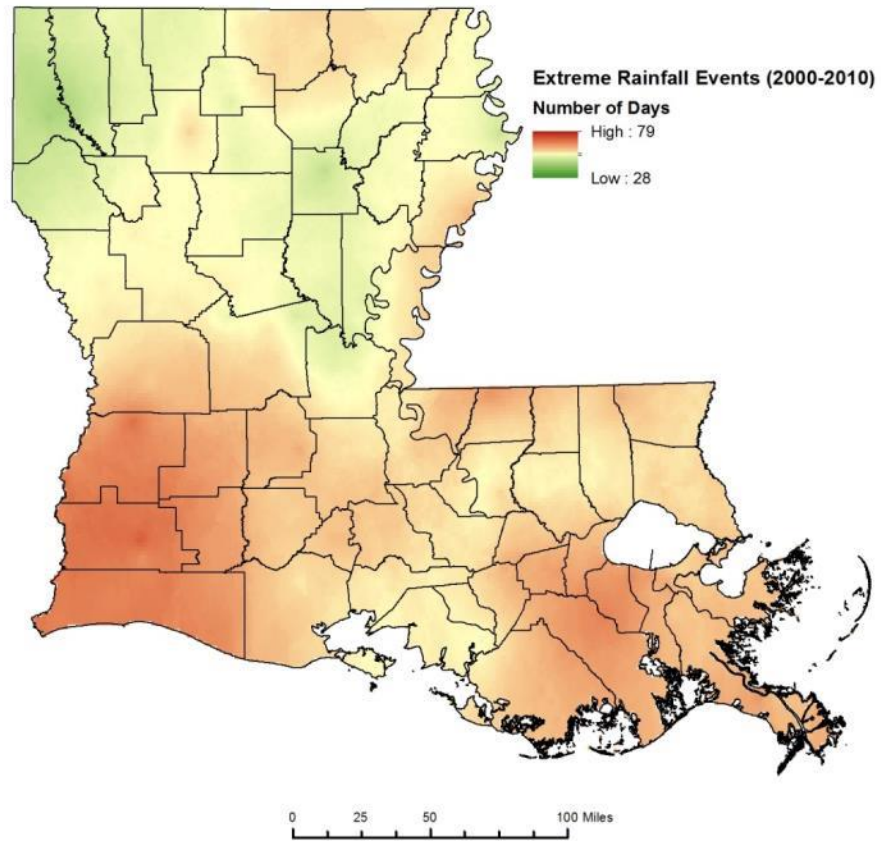 Extreme Rainfall Events (2000-2010)
Number of Days
High : 79
Low : 28
0 25 50 100 Miles